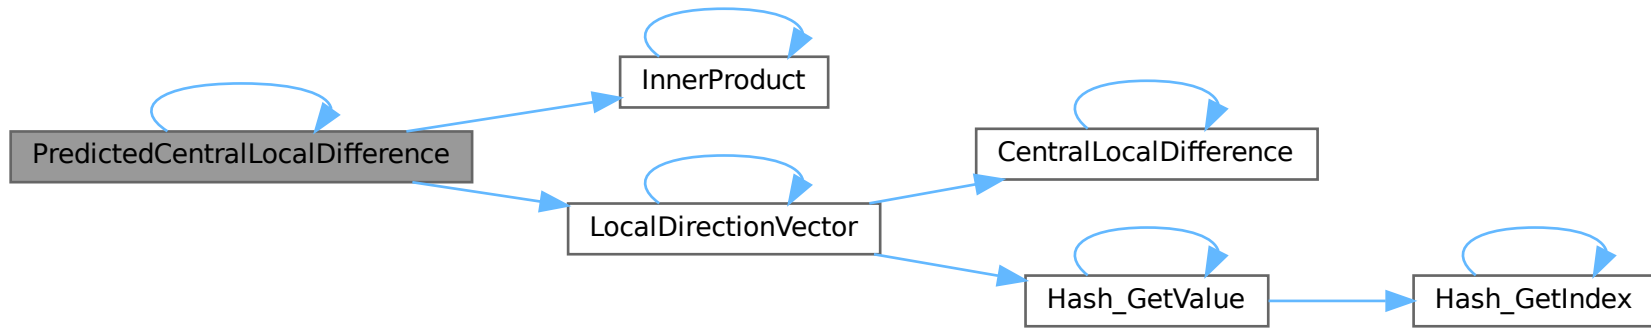 PredictedCentralLocalDifference
InnerProduct
LocalDirectionVector
CentralLocalDifference
Hash_GetValue
Hash_GetIndex